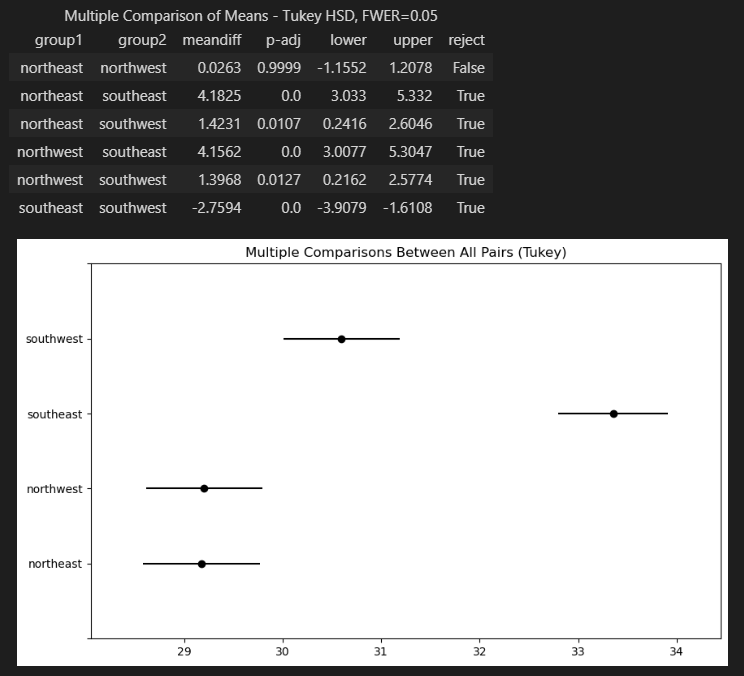 Multiple Comparison of Means - Tukey HSD, FWER=0.05
group1 group2 meandiff p-adj lower upper reject
northeast northwest 0.0263 0.9999 -1.1552 1.2078 False
northeast southeast 4.1825 0.0 3.033 5.332 True
northeast southwest 1.4231 0.0107 0.2416 2.6046 True
northwest southeast 4.1562 0.0 3.0077 5.3047 True
northwest southwest 1.3968 0.0127 0.2162 2.5774 True
southeast southwest -2.7594 0.0 -3.9079 -1.6108 True
Multiple Comparisons Between All Pairs (Tukey)
southwest
southeast
northwest
northeast
29 30 31 32 33 34